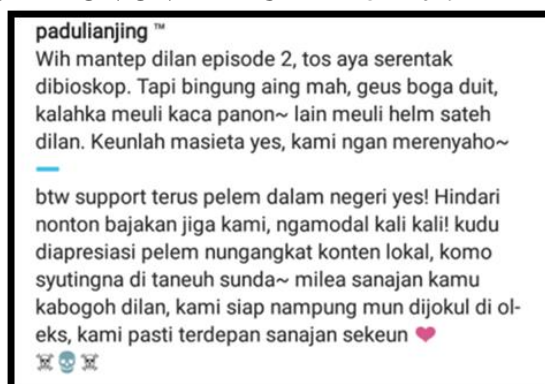 padulianjing ™
Wih mantep dilan episode 2, tos aya serentak
dibioskop. Tapi bingung aing mah, geus boga duit,
kalahka meuli kaca panon~ lain meuli helm sateh
dilan. Keunlah masieta yes, kami ngan merenyaho~
btw support terus pelem dalam negeri yes! Hindari
nonton bajakan jiga kami, ngamodal kali kali! kudu
diapresiasi pelem nungangkat konten lokal, komo
syutingna di taneuh sunda~ milea sanajan kamu
kabogoh dilan, kami siap nampung mun dijokul di ol-
eks, kami pasti terdepan sanajan sekeun ❤
☠💀☠